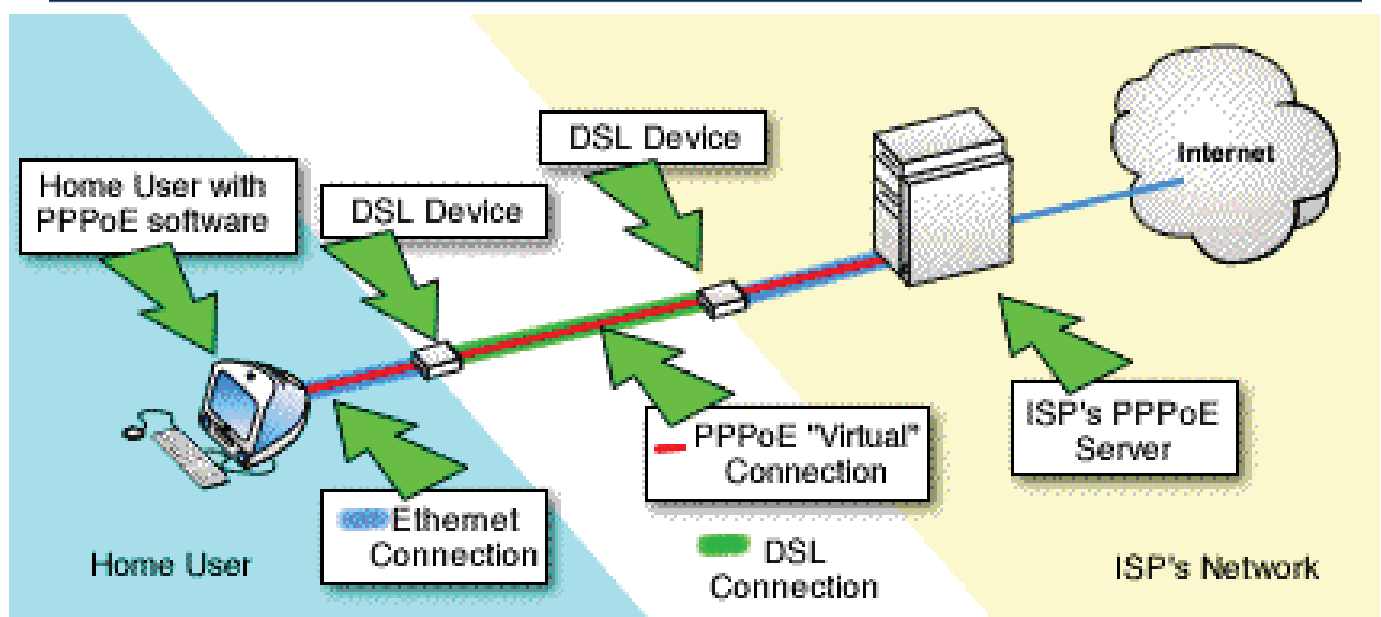 Home User with
PPPoE software
DSL Device
DSL Device
Internet
Ethernet
Connection
PPPoE "Virtual"
Connection
DSL
Connection
ISP's PPPoE
Server
Home User
ISP's Network